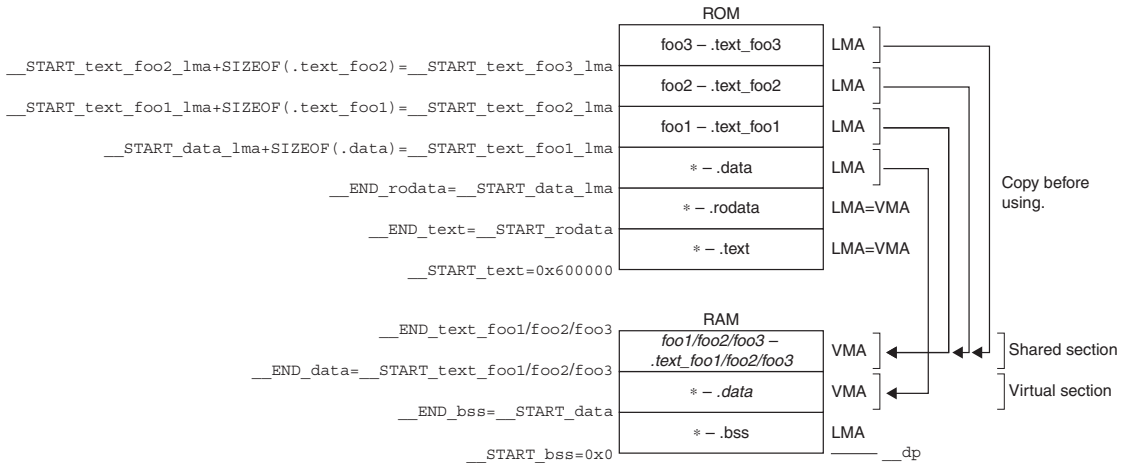 ROM
foo3 – .text_foo3 LMA
__START_text_foo2_lma+SIZEOF(.text_foo2)=__START_text_foo3_lma
foo2 – .text_foo2 LMA
__START_text_foo1_lma+SIZEOF(.text_foo1)=__START_text_foo2_lma
foo1 – .text_foo1 LMA
__START_data_lma+SIZEOF(.data)=__START_text_foo1_lma
* – .data LMA
__END_rodata=__START_data_lma
* – .rodata LMA=VMA
__END_text=__START_rodata
* – .text LMA=VMA
__START_text=0x600000
Copy before
using.
RAM
__END_text_foo1/foo2/foo3
foo1/foo2/foo3 –
.text_foo1/foo2/foo3
VMA
Shared section
__END_data=__START_text_foo1/foo2/foo3
* – .data VMA
Virtual section
__END_bss=__START_data
* – .bss LMA
__START_bss=0x0
__dp